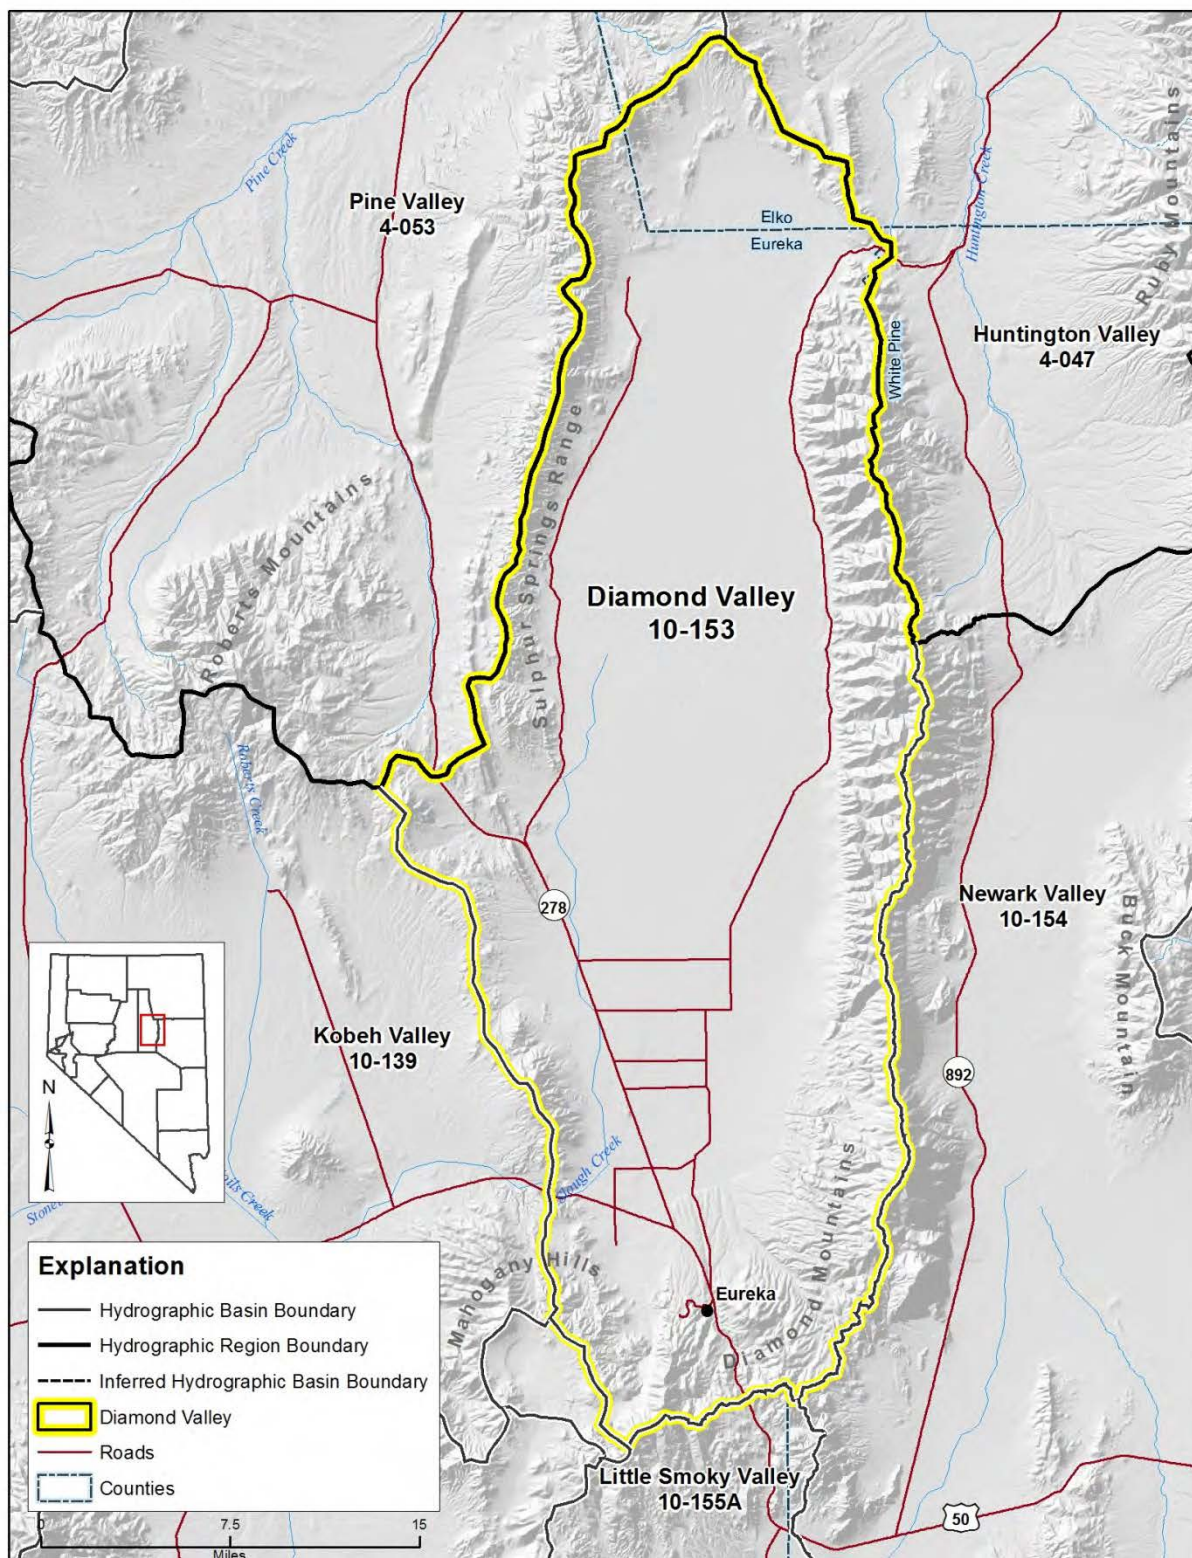 Pine Creek
Pine Valley
4-053
Huntington Creek
Ruby Mountains
Elko
Eureka
White Pine
Huntington Valley
4-047
Sulphur Springs Range
Roberts Mountains
Diamond Valley
10-153
Roberts Creek
278
Newark Valley
10-154
Buck Mountain
Kobeh Valley
10-139
892
N
Mahogany Hills
Eureka
Diamond Mountains
Explanation
Hydrographic Basin Boundary
Hydrographic Region Boundary
Inferred Hydrographic Basin Boundary
Diamond Valley
Roads
Counties
Little Smoky Valley
10-155A
50
0 7.5 15
Miles